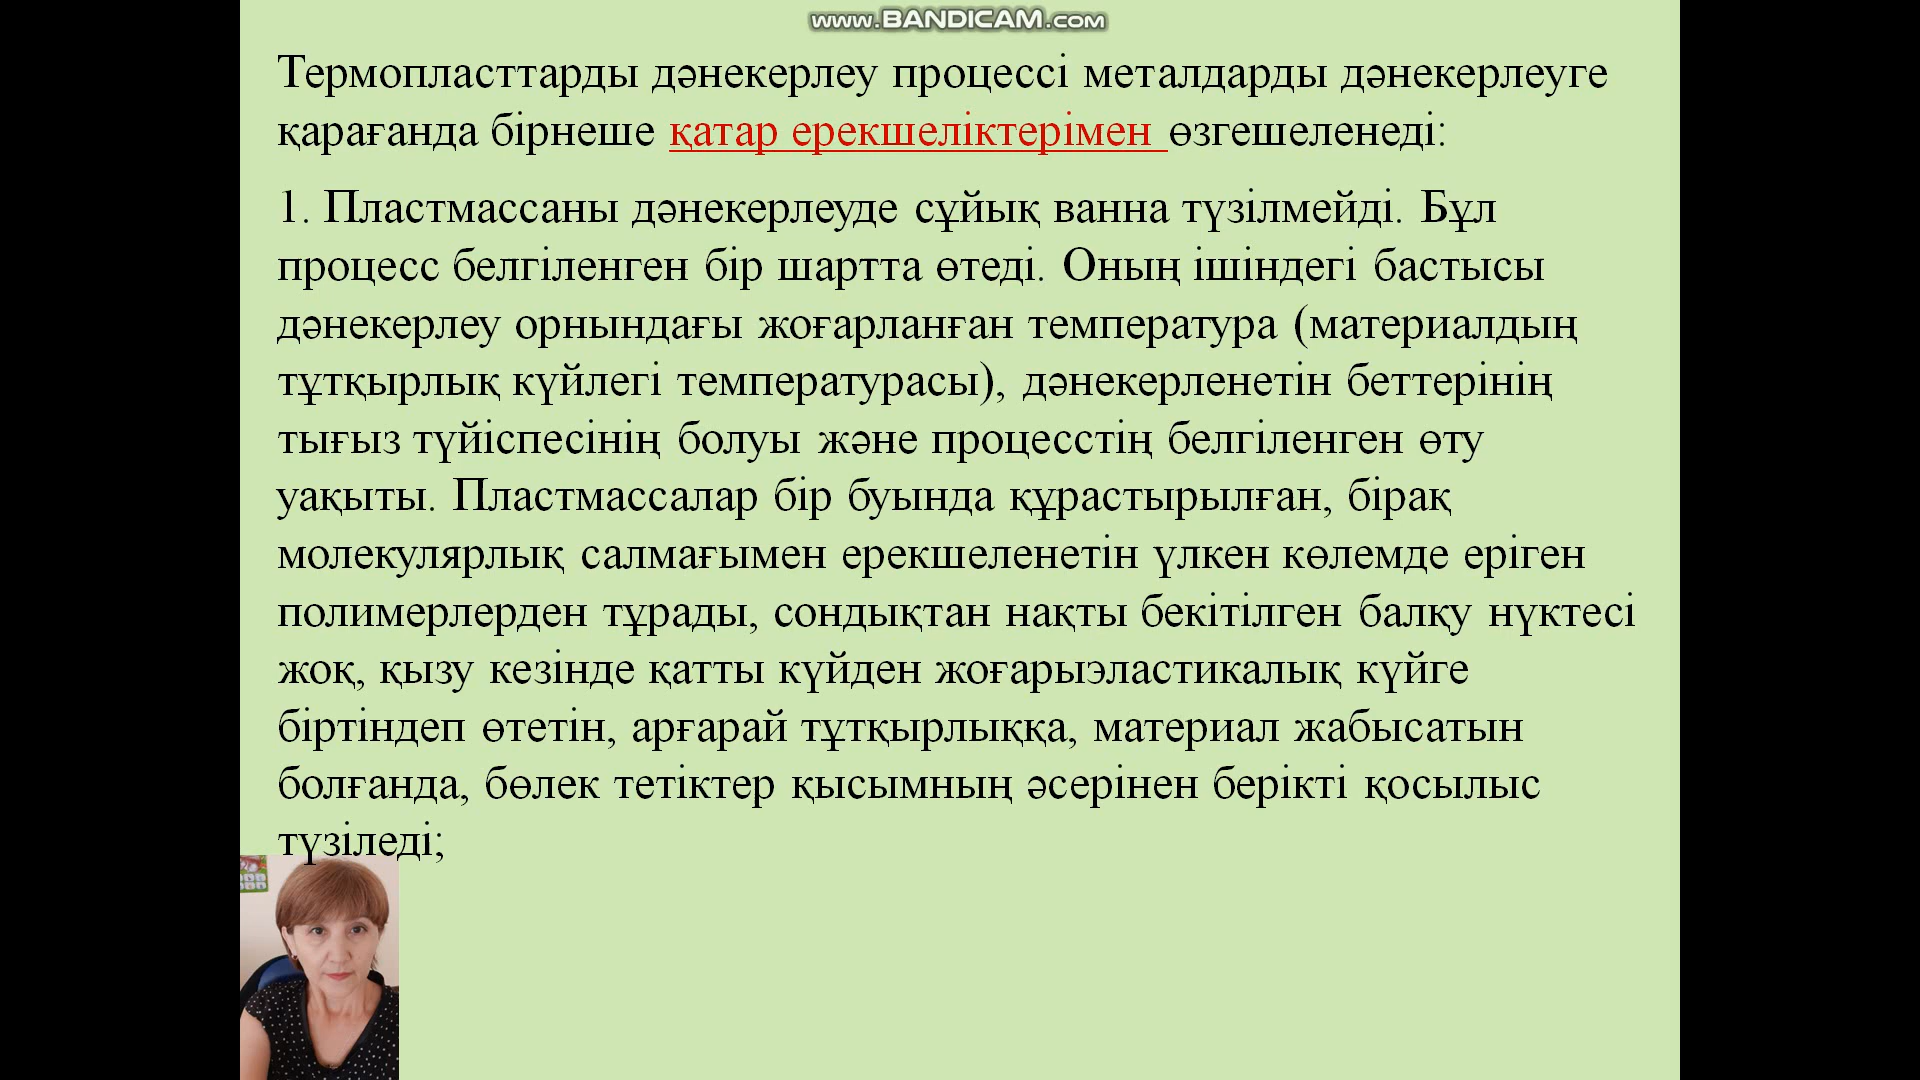 www.BANDICAM.com
Термопласттарды дәнекерлеу процессі металдарды дәнекерлеуге
қарағанда бірнеше қатар ерекшеліктерімен өзгешеленеді:
1. Пластмассаны дәнекерлеуде сұйық ванна түзілмейді. Бұл
процесс белгіленген бір шартта өтеді. Оның ішіндегі бастысы
дәнекерлеу орнындағы жоғарланған температура (материалдың
тұтқырлық күйлегі температурасы), дәнекерленетін беттерінің
тығыз түйіспесінің болуы және процесстің белгіленген өту
уақыты. Пластмассалар бір буында құрастырылған, бірақ
молекулярлық салмағымен ерекшеленетін үлкен көлемде еріген
полимерлерден тұрады, сондықтан нақты бекітілген балқу нүктесі
жоқ, қызу кезінде қатты күйден жоғарыэластикалық күйге
біртіндеп өтетін, арғарай тұтқырлыққа, материал жабысатын
болғанда, бөлек тетіктер қысымның әсерінен берікті қосылыс
түзіледі;